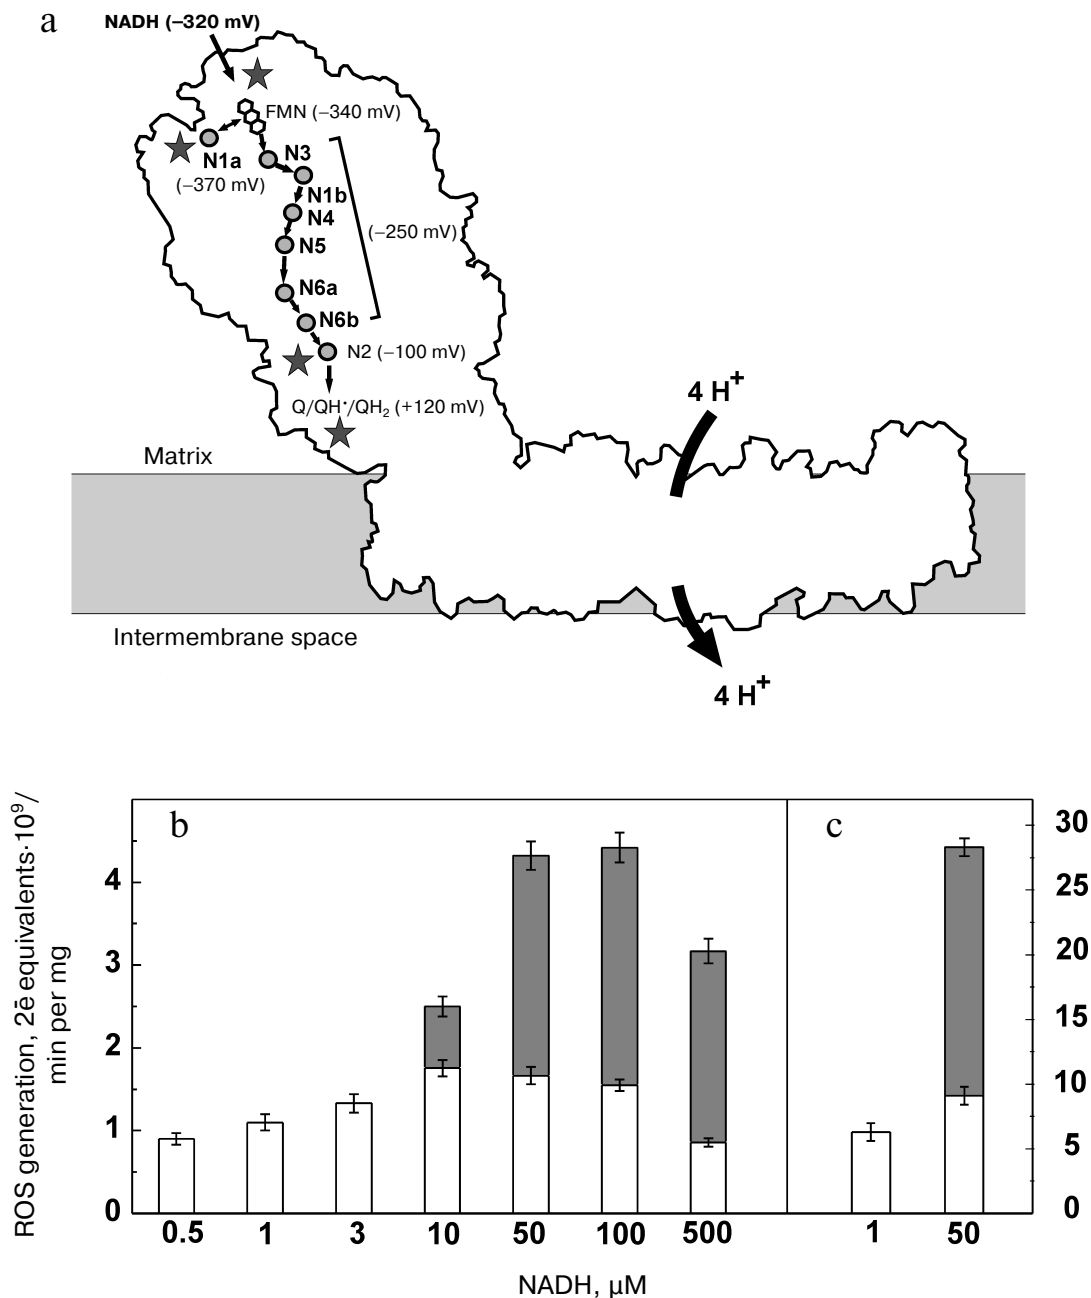 a
NADH (−320 mV)
FMN (−340 mV)
N1a
(−370 mV)
N3
N1b
N4
(−250 mV)
N5
N6a
N6b
N2 (−100 mV)
Q/QH•/QH₂ (+120 mV)
4 H⁺
Matrix
Intermembrane space
4 H⁺
b
c
ROS generation, 2ē equivalents·10⁹/
min per mg
4
3
2
1
0
30
25
20
15
10
5
0
0.5 1 3 10 50 100 500 1 50
NADH, μM